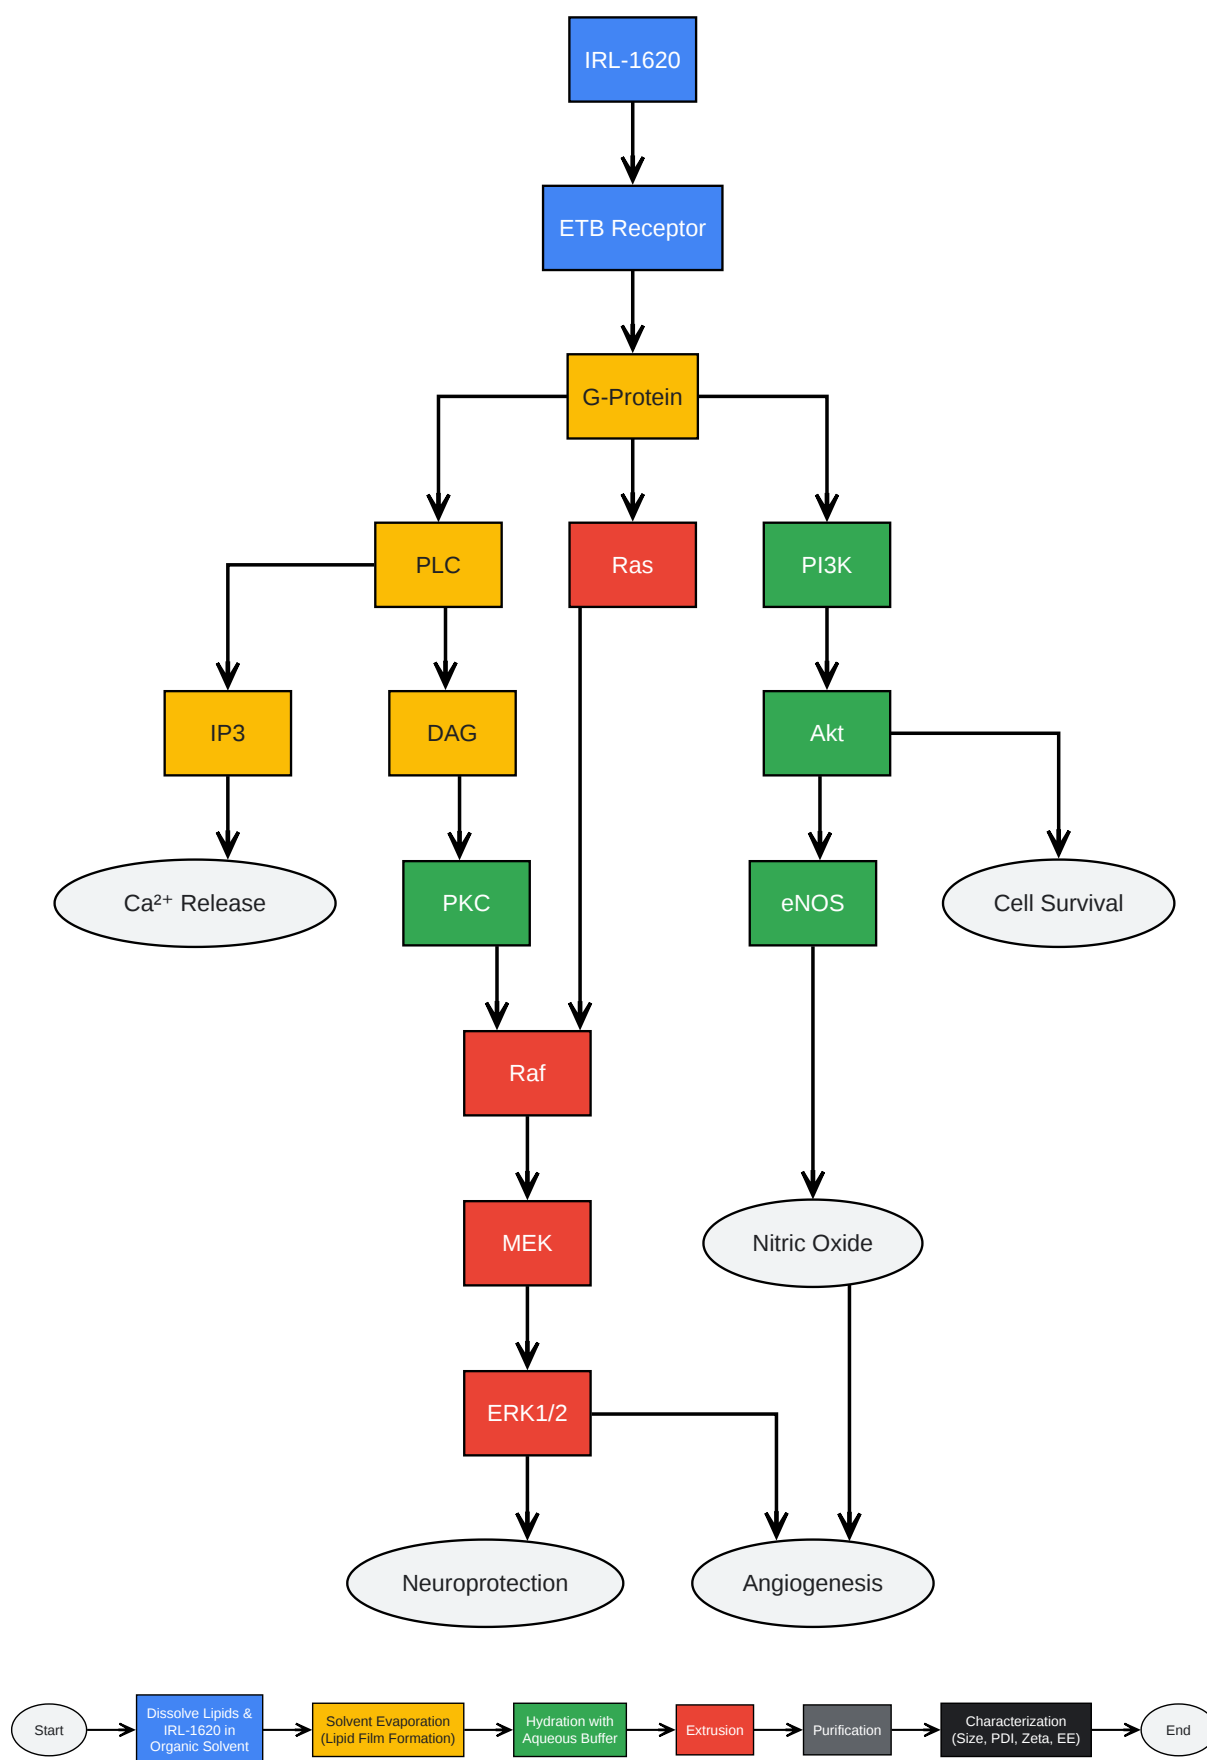 IRL-1620
ETB Receptor
G-Protein
PLC
Ras
PI3K
IP3
DAG
Akt
Ca²⁺ Release
PKC
eNOS
Cell Survival
Raf
MEK
Nitric Oxide
ERK1/2
Neuroprotection
Angiogenesis
Start
Dissolve Lipids &
IRL-1620 in
Organic Solvent
Solvent Evaporation
(Lipid Film Formation)
Hydration with
Aqueous Buffer
Extrusion
Purification
Characterization
(Size, PDI, Zeta, EE)
End